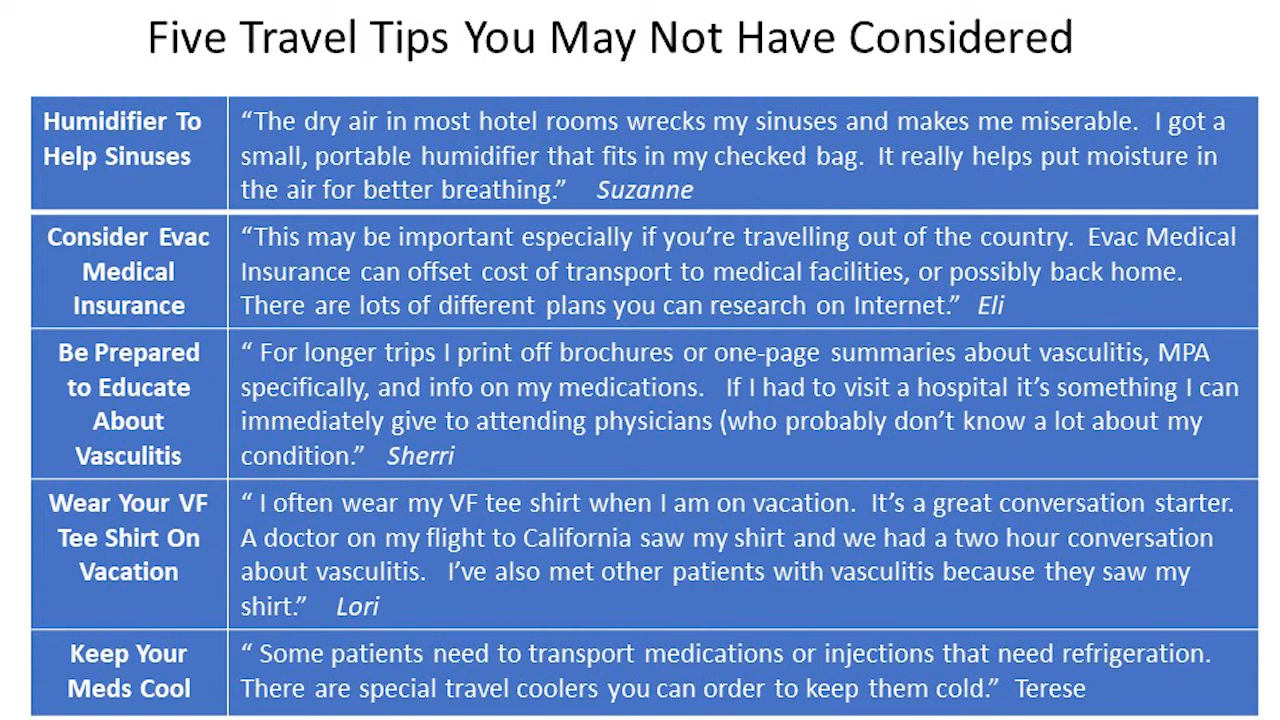 Five Travel Tips You May Not Have Considered
Humidifier To
Help Sinuses
“The dry air in most hotel rooms wrecks my sinuses and makes me miserable. I got a
small, portable humidifier that fits in my checked bag. It really helps put moisture in
the air for better breathing.” Suzanne
Consider Evac
Medical
Insurance
“This may be important especially if you’re travelling out of the country. Evac Medical
Insurance can offset cost of transport to medical facilities, or possibly back home.
There are lots of different plans you can research on Internet.” Eli
Be Prepared
to Educate
About
Vasculitis
“ For longer trips I print off brochures or one-page summaries about vasculitis, MPA
specifically, and info on my medications. If I had to visit a hospital it’s something I can
immediately give to attending physicians (who probably don’t know a lot about my
condition.” Sherri
Wear Your VF
Tee Shirt On
Vacation
“ I often wear my VF tee shirt when I am on vacation. It’s a great conversation starter.
A doctor on my flight to California saw my shirt and we had a two hour conversation
about vasculitis. I’ve also met other patients with vasculitis because they saw my
shirt.” Lori
Keep Your
Meds Cool
“ Some patients need to transport medications or injections that need refrigeration.
There are special travel coolers you can order to keep them cold.” Terese